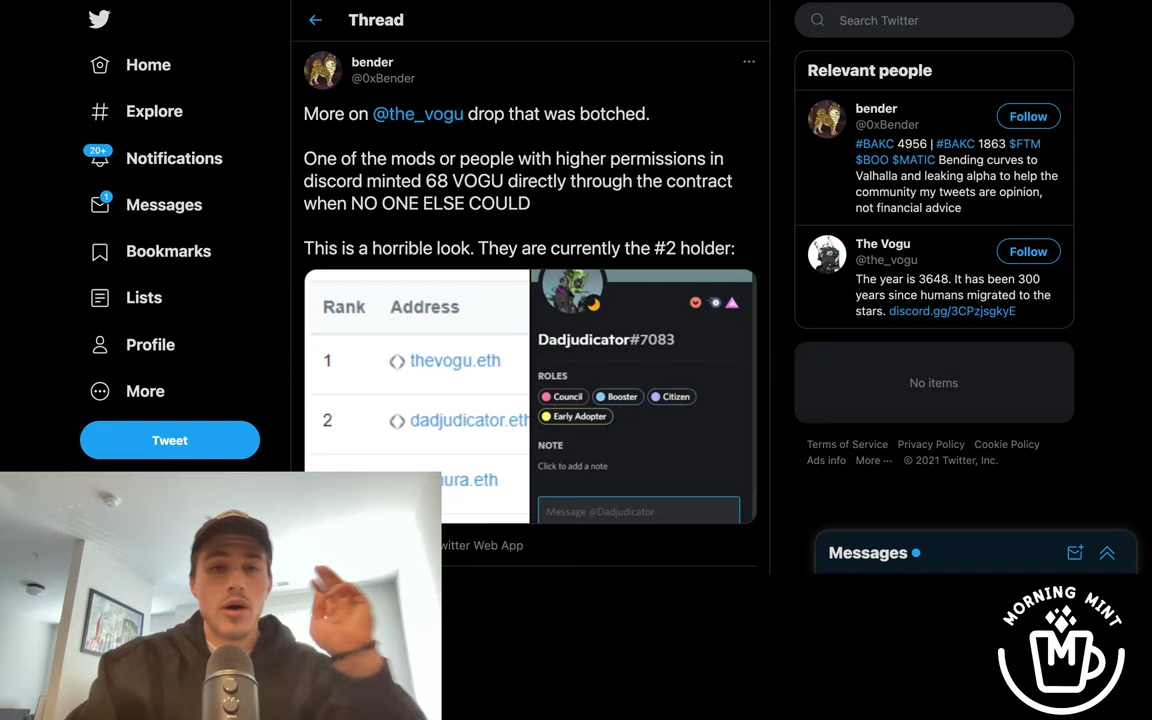 Home
Explore
20+
Notifications
1
Messages
Bookmarks
Lists
Profile
More
Tweet
Thread
bender
@0xBender
More on @the_vogu drop that was botched.
One of the mods or people with higher permissions in
discord minted 68 VOGU directly through the contract
when NO ONE ELSE COULD
This is a horrible look. They are currently the #2 holder:
Rank Address
1 thevogu.eth
2 dadjudicator.eth
ura.eth
Dadjudicator#7083
ROLES
Council Booster Citizen
Early Adopter
NOTE
Click to add a note
Message @Dadjudicator
witter Web App
Search Twitter
Relevant people
bender
@0xBender
Follow
#BAKC 4956 | #BAKC 1863 $FTM
$BOO $MATIC Bending curves to
Valhalla and leaking alpha to help the
community my tweets are opinion,
not financial advice
The Vogu
@the_vogu
Follow
The year is 3648. It has been 300
years since humans migrated to the
stars. discord.gg/3CPzjsgkyE
No items
Terms of Service Privacy Policy Cookie Policy
Ads info More ··· © 2021 Twitter, Inc.
Messages
MORNING MINT
M